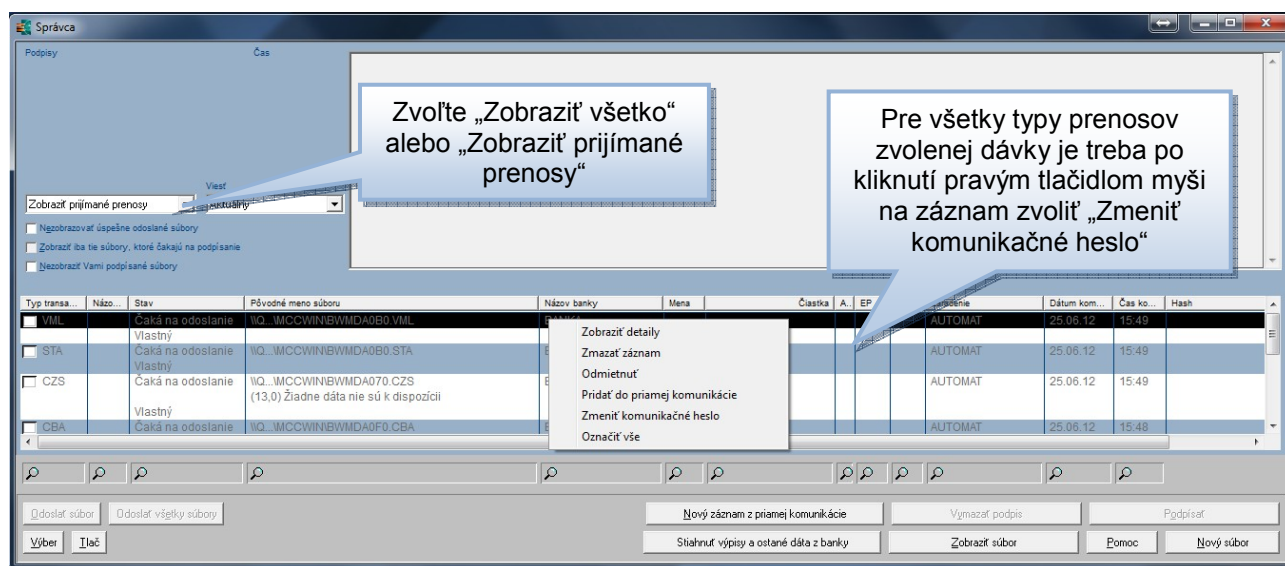 Správca
Podpisy Čas
Zvoľte „Zobraziť všetko“
alebo „Zobraziť prijímané
prenosy“
Pre všetky typy prenosov
zvolenej dávky je treba po
kliknutí pravým tlačidlom myši
na záznam zvoliť „Zmeniť
komunikačné heslo“
Viesť
Zobraziť prijímané prenosy Aktuálny
Nezobrazovať úspešne odoslané súbory
Zobraziť iba tie súbory, ktoré čakajú na podpísanie
Nezobraziť Vami podpísané súbory
Typ transa... Názo... Stav Pôvodné meno súboru Názov banky Mena Čiastka A.. EP Dátum kom... Čas ko... Hash
VML Čaká na odoslanie \\Q...\MCCWIN\BWMDA0B0.VML AUTOMAT 25.06.12 15:49
Vlastný
STA Čaká na odoslanie \\Q...\MCCWIN\BWMDA0B0.STA AUTOMAT 25.06.12 15:49
Vlastný
CZS Čaká na odoslanie \\Q...\MCCWIN\BWMDA070.CZS AUTOMAT 25.06.12 15:49
(13,0) Žiadne dáta nie sú k dispozícii
Vlastný
CBA Čaká na odoslanie \\Q...\MCCWIN\BWMDA0F0.CBA AUTOMAT 25.06.12 15:48
Zobraziť detaily
Zmazať záznam
Odmietnuť
Pridať do priamej komunikácie
Zmeniť komunikačné heslo
Označiť vše
Odoslať súbor Odoslať všetky súbory Nový záznam z priamej komunikácie Vymazať podpis Podpísať
Výber Tlač Stiahnuť výpisy a ostané dáta z banky Zobraziť súbor Pomoc Nový súbor